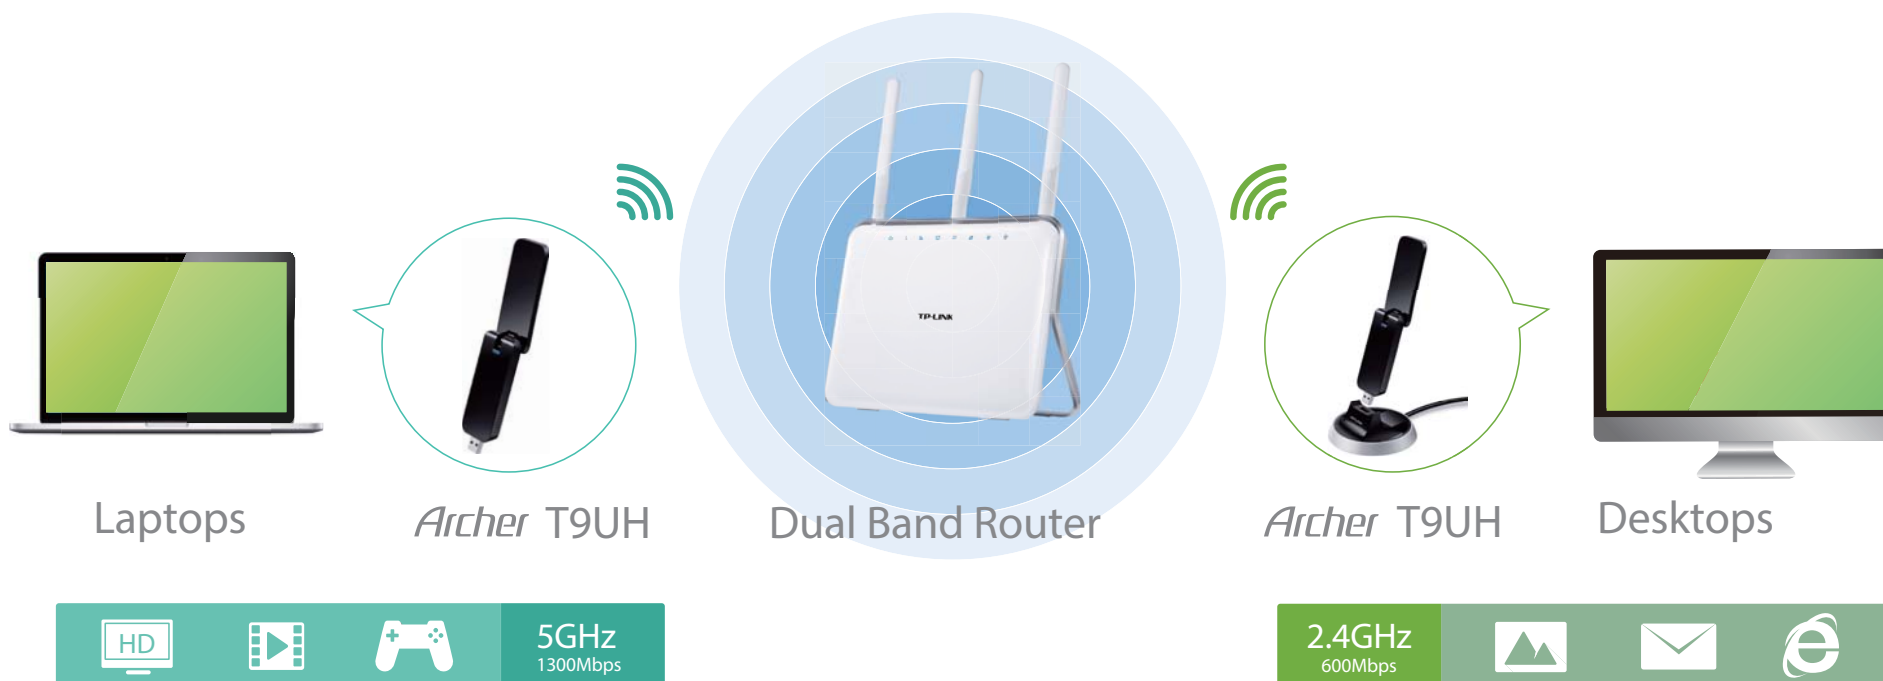 TP-LINK
Laptops
Archer T9UH
Dual Band Router
Archer T9UH
Desktops
HD
5GHz
1300Mbps
2.4GHz
600Mbps